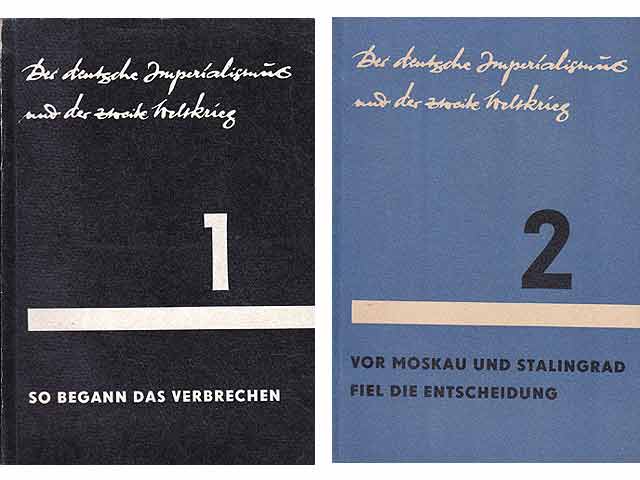 Der deutsche Imperialismus
und der zweite Weltkrieg
1
SO BEGANN DAS VERBRECHEN
Der deutsche Imperialismus
und der zweite Weltkrieg
2
VOR MOSKAU UND STALINGRAD
FIEL DIE ENTSCHEIDUNG